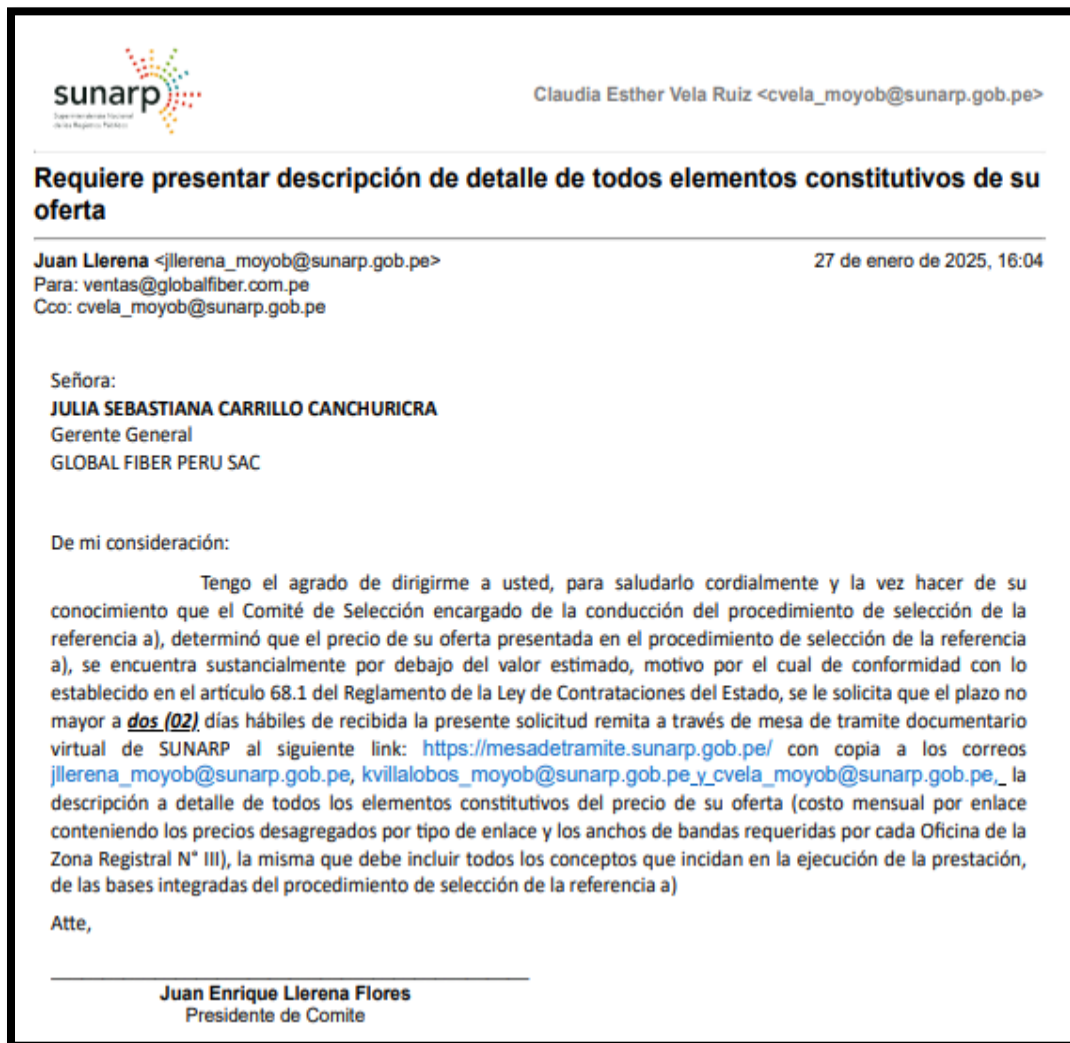 sunarp
Superintendencia Nacional
de los Registros Públicos
Claudia Esther Vela Ruiz <cvela_moyob@sunarp.gob.pe>
Requiere presentar descripción de detalle de todos elementos constitutivos de su
oferta
Juan Llerena <jllerena_moyob@sunarp.gob.pe>
27 de enero de 2025, 16:04
Para: ventas@globalfiber.com.pe
Cco: cvela_moyob@sunarp.gob.pe
Señora:
JULIA SEBASTIANA CARRILLO CANCHURICRA
Gerente General
GLOBAL FIBER PERU SAC
De mi consideración:
Tengo el agrado de dirigirme a usted, para saludarlo cordialmente y la vez hacer de su
conocimiento que el Comité de Selección encargado de la conducción del procedimiento de selección de la
referencia a), determinó que el precio de su oferta presentada en el procedimiento de selección de la referencia
a), se encuentra sustancialmente por debajo del valor estimado, motivo por el cual de conformidad con lo
establecido en el artículo 68.1 del Reglamento de la Ley de Contrataciones del Estado, se le solicita que el plazo no
mayor a dos (02) días hábiles de recibida la presente solicitud remita a través de mesa de tramite documentario
virtual de SUNARP al siguiente link: https://mesadetramite.sunarp.gob.pe/ con copia a los correos
jllerena_moyob@sunarp.gob.pe, kvillalobos_moyob@sunarp.gob.pe y cvela_moyob@sunarp.gob.pe, la
descripción a detalle de todos los elementos constitutivos del precio de su oferta (costo mensual por enlace
conteniendo los precios desagregados por tipo de enlace y los anchos de bandas requeridas por cada Oficina de la
Zona Registral N° III), la misma que debe incluir todos los conceptos que incidan en la ejecución de la prestación,
de las bases integradas del procedimiento de selección de la referencia a)
Atte,
Juan Enrique Llerena Flores
Presidente de Comite